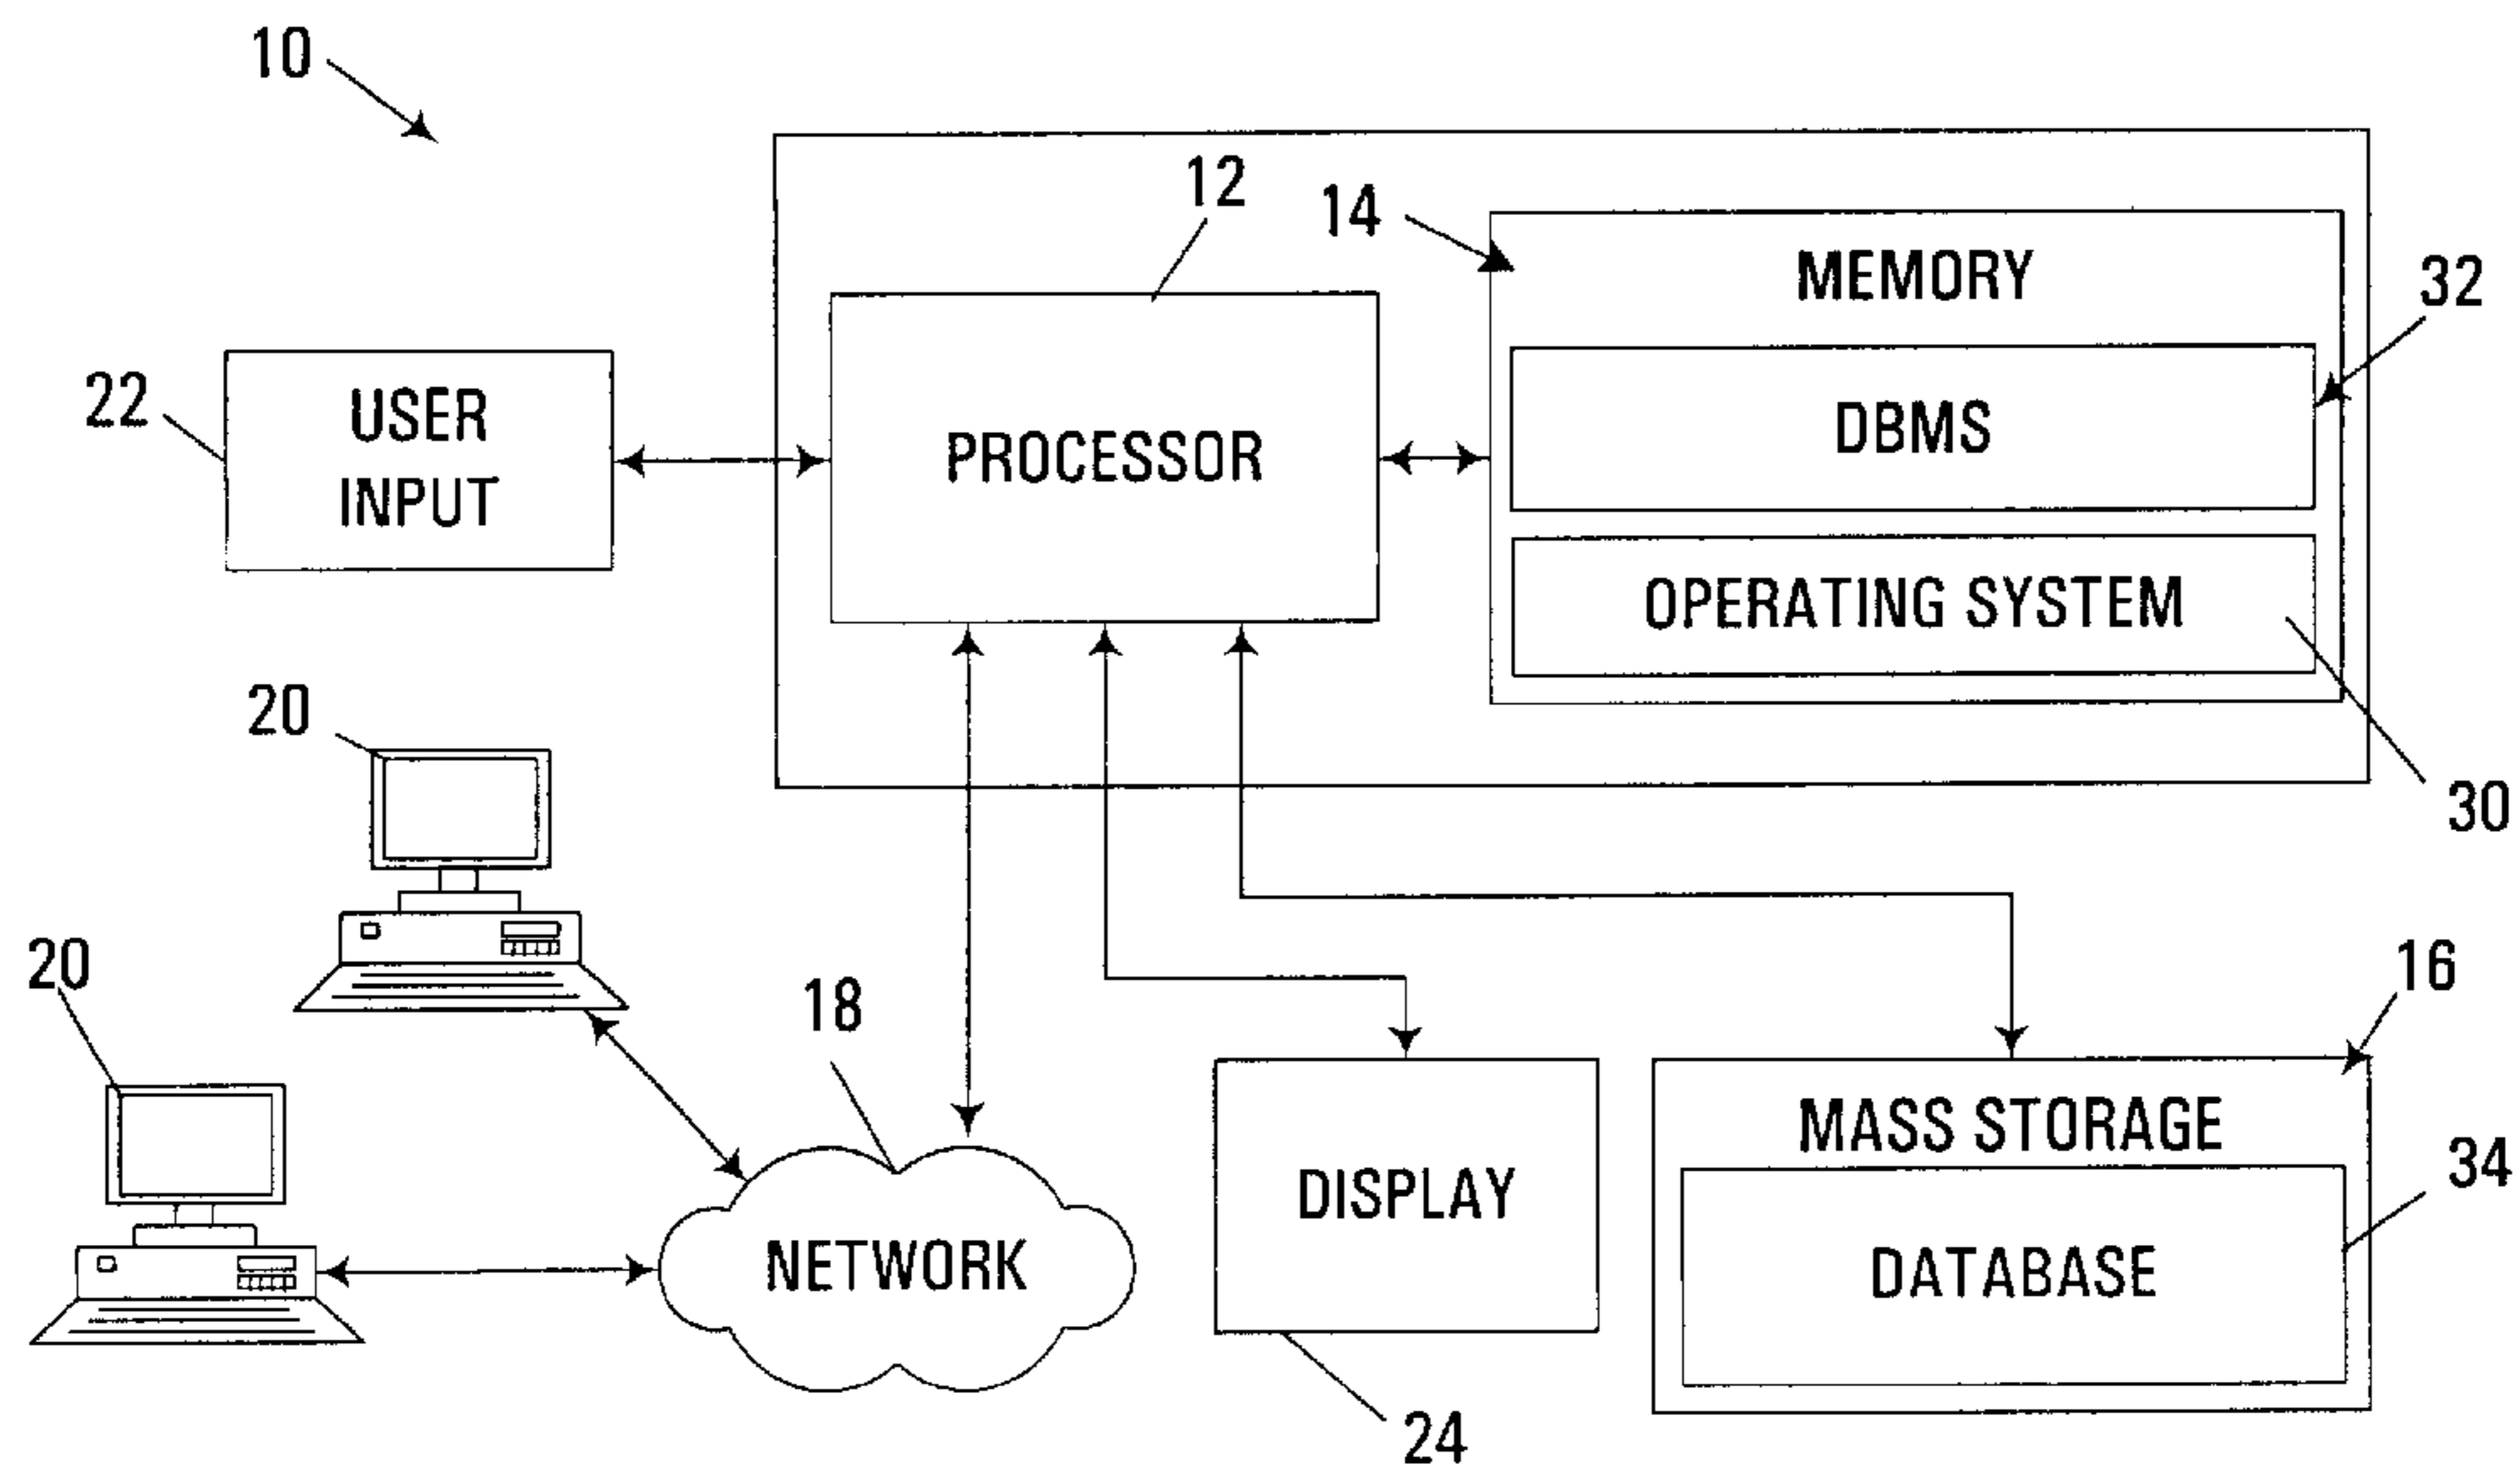 10
12
14
MEMORY
32
22
USER
INPUT
PROCESSOR
DBMS
OPERATING SYSTEM
20
30
20
18
16
MASS STORAGE
34
DISPLAY
NETWORK
DATABASE
24